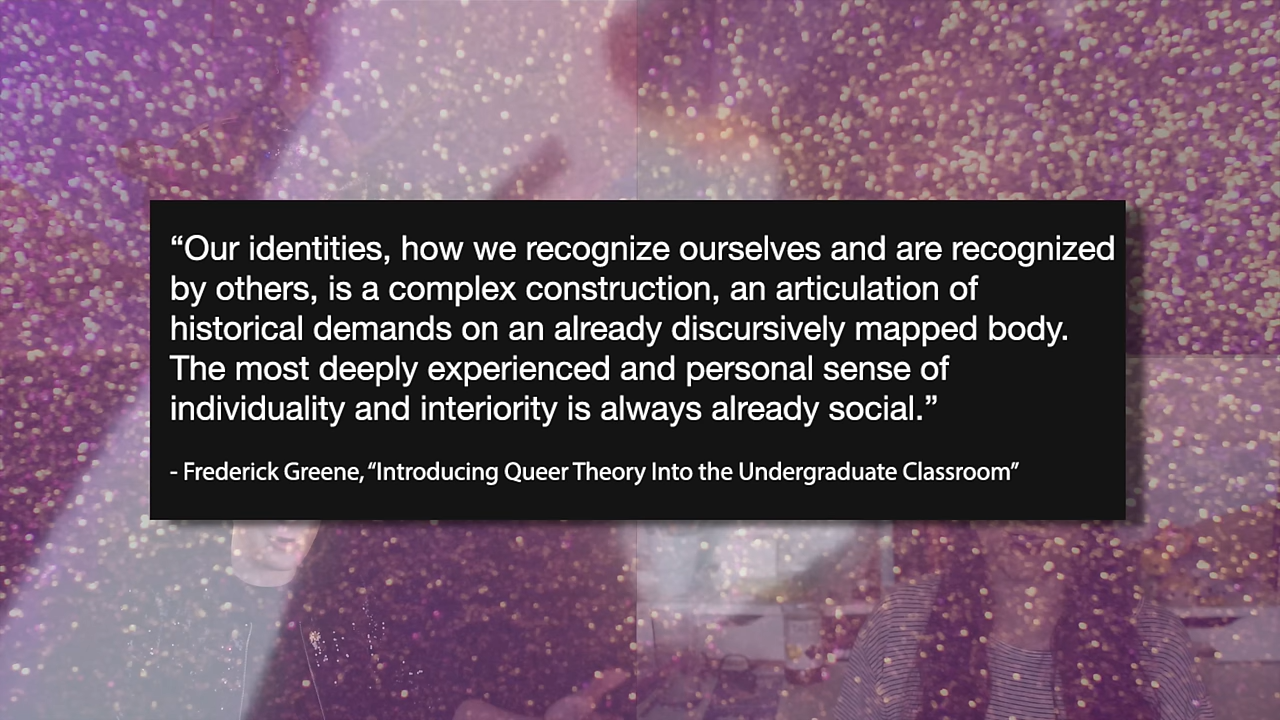 “Our identities, how we recognize ourselves and are recognized
by others, is a complex construction, an articulation of
historical demands on an already discursively mapped body.
The most deeply experienced and personal sense of
individuality and interiority is always already social.”
- Frederick Greene, “Introducing Queer Theory Into the Undergraduate Classroom”